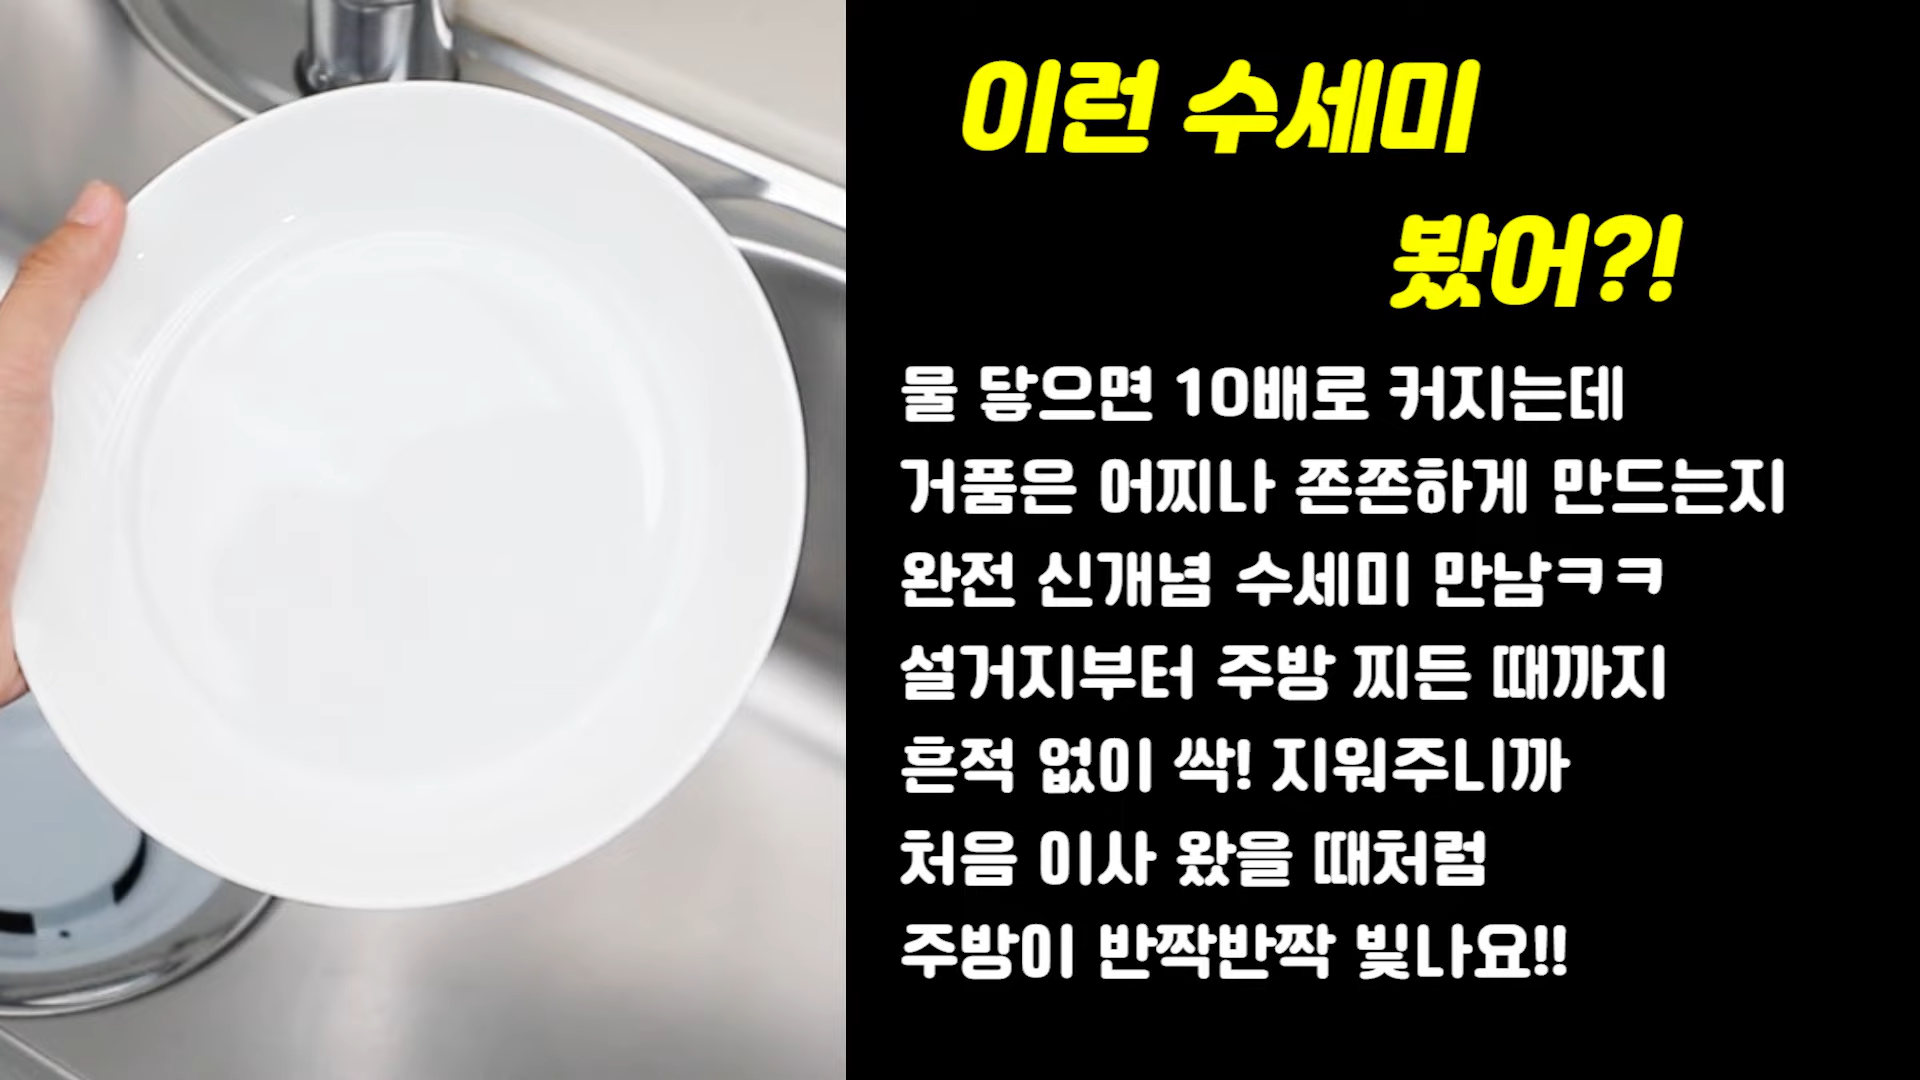 이런 수세미
봤어?!
물 닿으면 10배로 커지는데
거품은 어찌나 쫀쫀하게 만드는지
완전 신개념 수세미 만남ㅋㅋ
설거지부터 주방 찌든 때까지
흔적 없이 싹! 지워주니까
처음 이사 왔을 때처럼
주방이 반짝반짝 빛나요!!